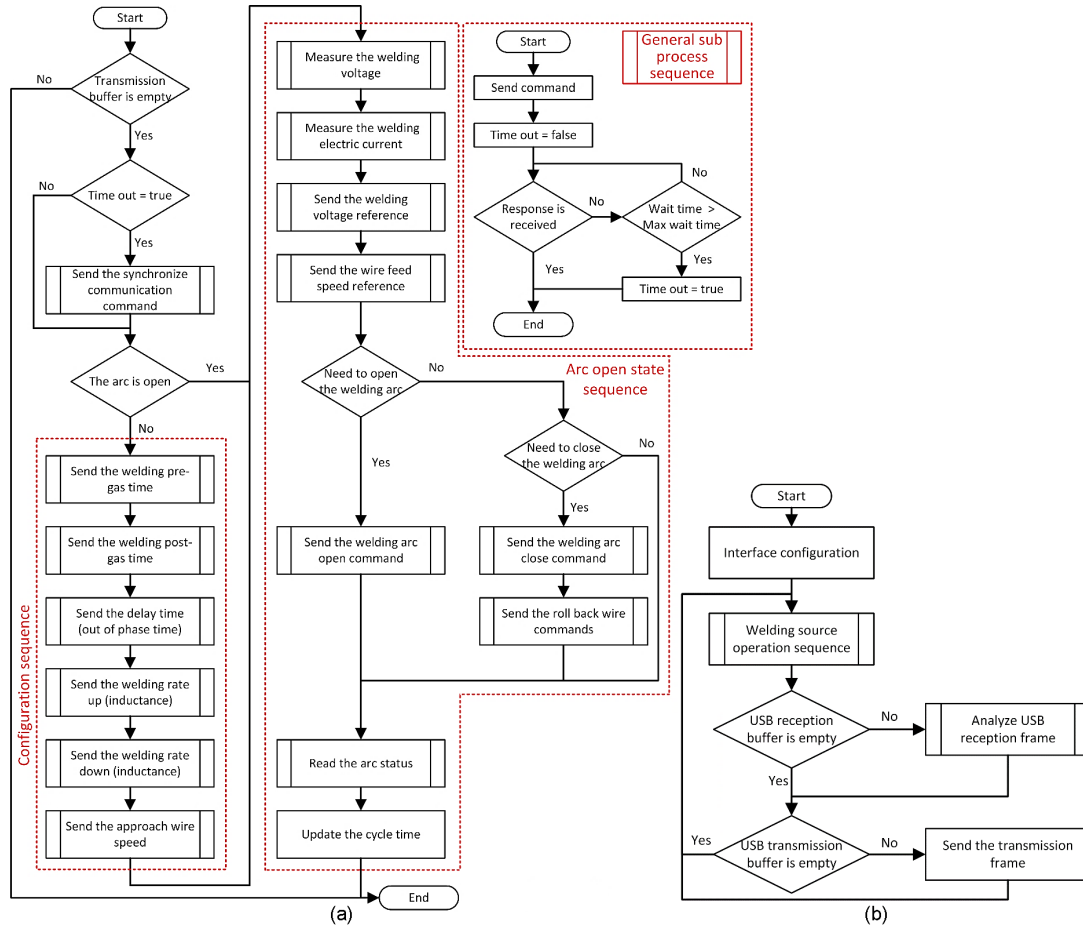 Start
No
Transmission
buffer is empty
Yes
No
Time out = true
Yes
Send the synchronize
communication
command
The arc is open
Yes
No
Configuration sequence
Send the welding pre-
gas time
Send the welding post-
gas time
Send the delay time
(out of phase time)
Send the welding rate
up (inductance)
Send the welding rate
down (inductance)
Send the approach wire
speed
Measure the welding
voltage
Measure the welding
electric current
Send the welding
voltage reference
Send the wire feed
speed reference
Need to open
the welding arc
No
Yes
Arc open state
sequence
Need to close
the welding arc
No
Yes
Send the welding arc
open command
Send the welding arc
close command
Send the roll back wire
commands
Read the arc status
Update the cycle time
End
(a)
General sub
process
sequence
Start
Send command
Time out = false
No
Response is
received
No
Wait time >
Max wait time
Yes
Yes
Time out = true
End
Start
Interface configuration
Welding source
operation sequence
USB reception
buffer is empty
No
Analyze USB
reception frame
Yes
Yes
USB transmission
buffer is empty
No
Send the transmission
frame
(b)